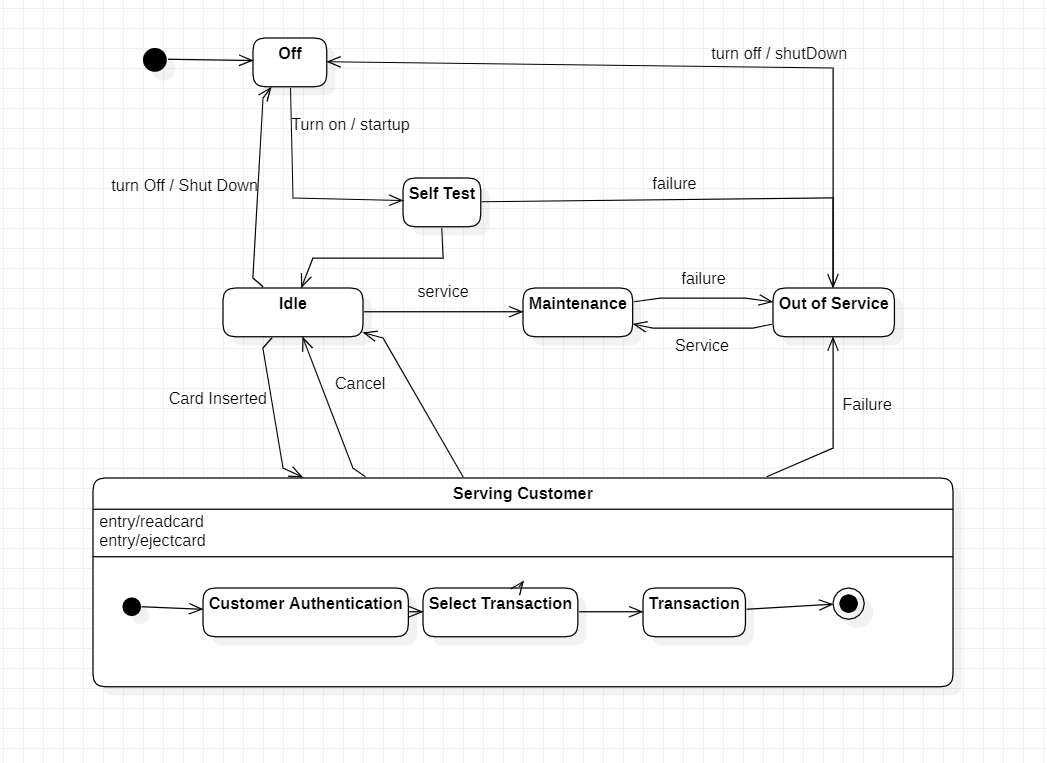 Off
turn off / shutDown
Turn on / startup
turn Off / Shut Down
Self Test
failure
Idle
service
Maintenance
failure
Out of Service
Service
Cancel
Card Inserted
Failure
Serving Customer
entry/readcard
entry/ejectcard
Customer Authentication
Select Transaction
Transaction